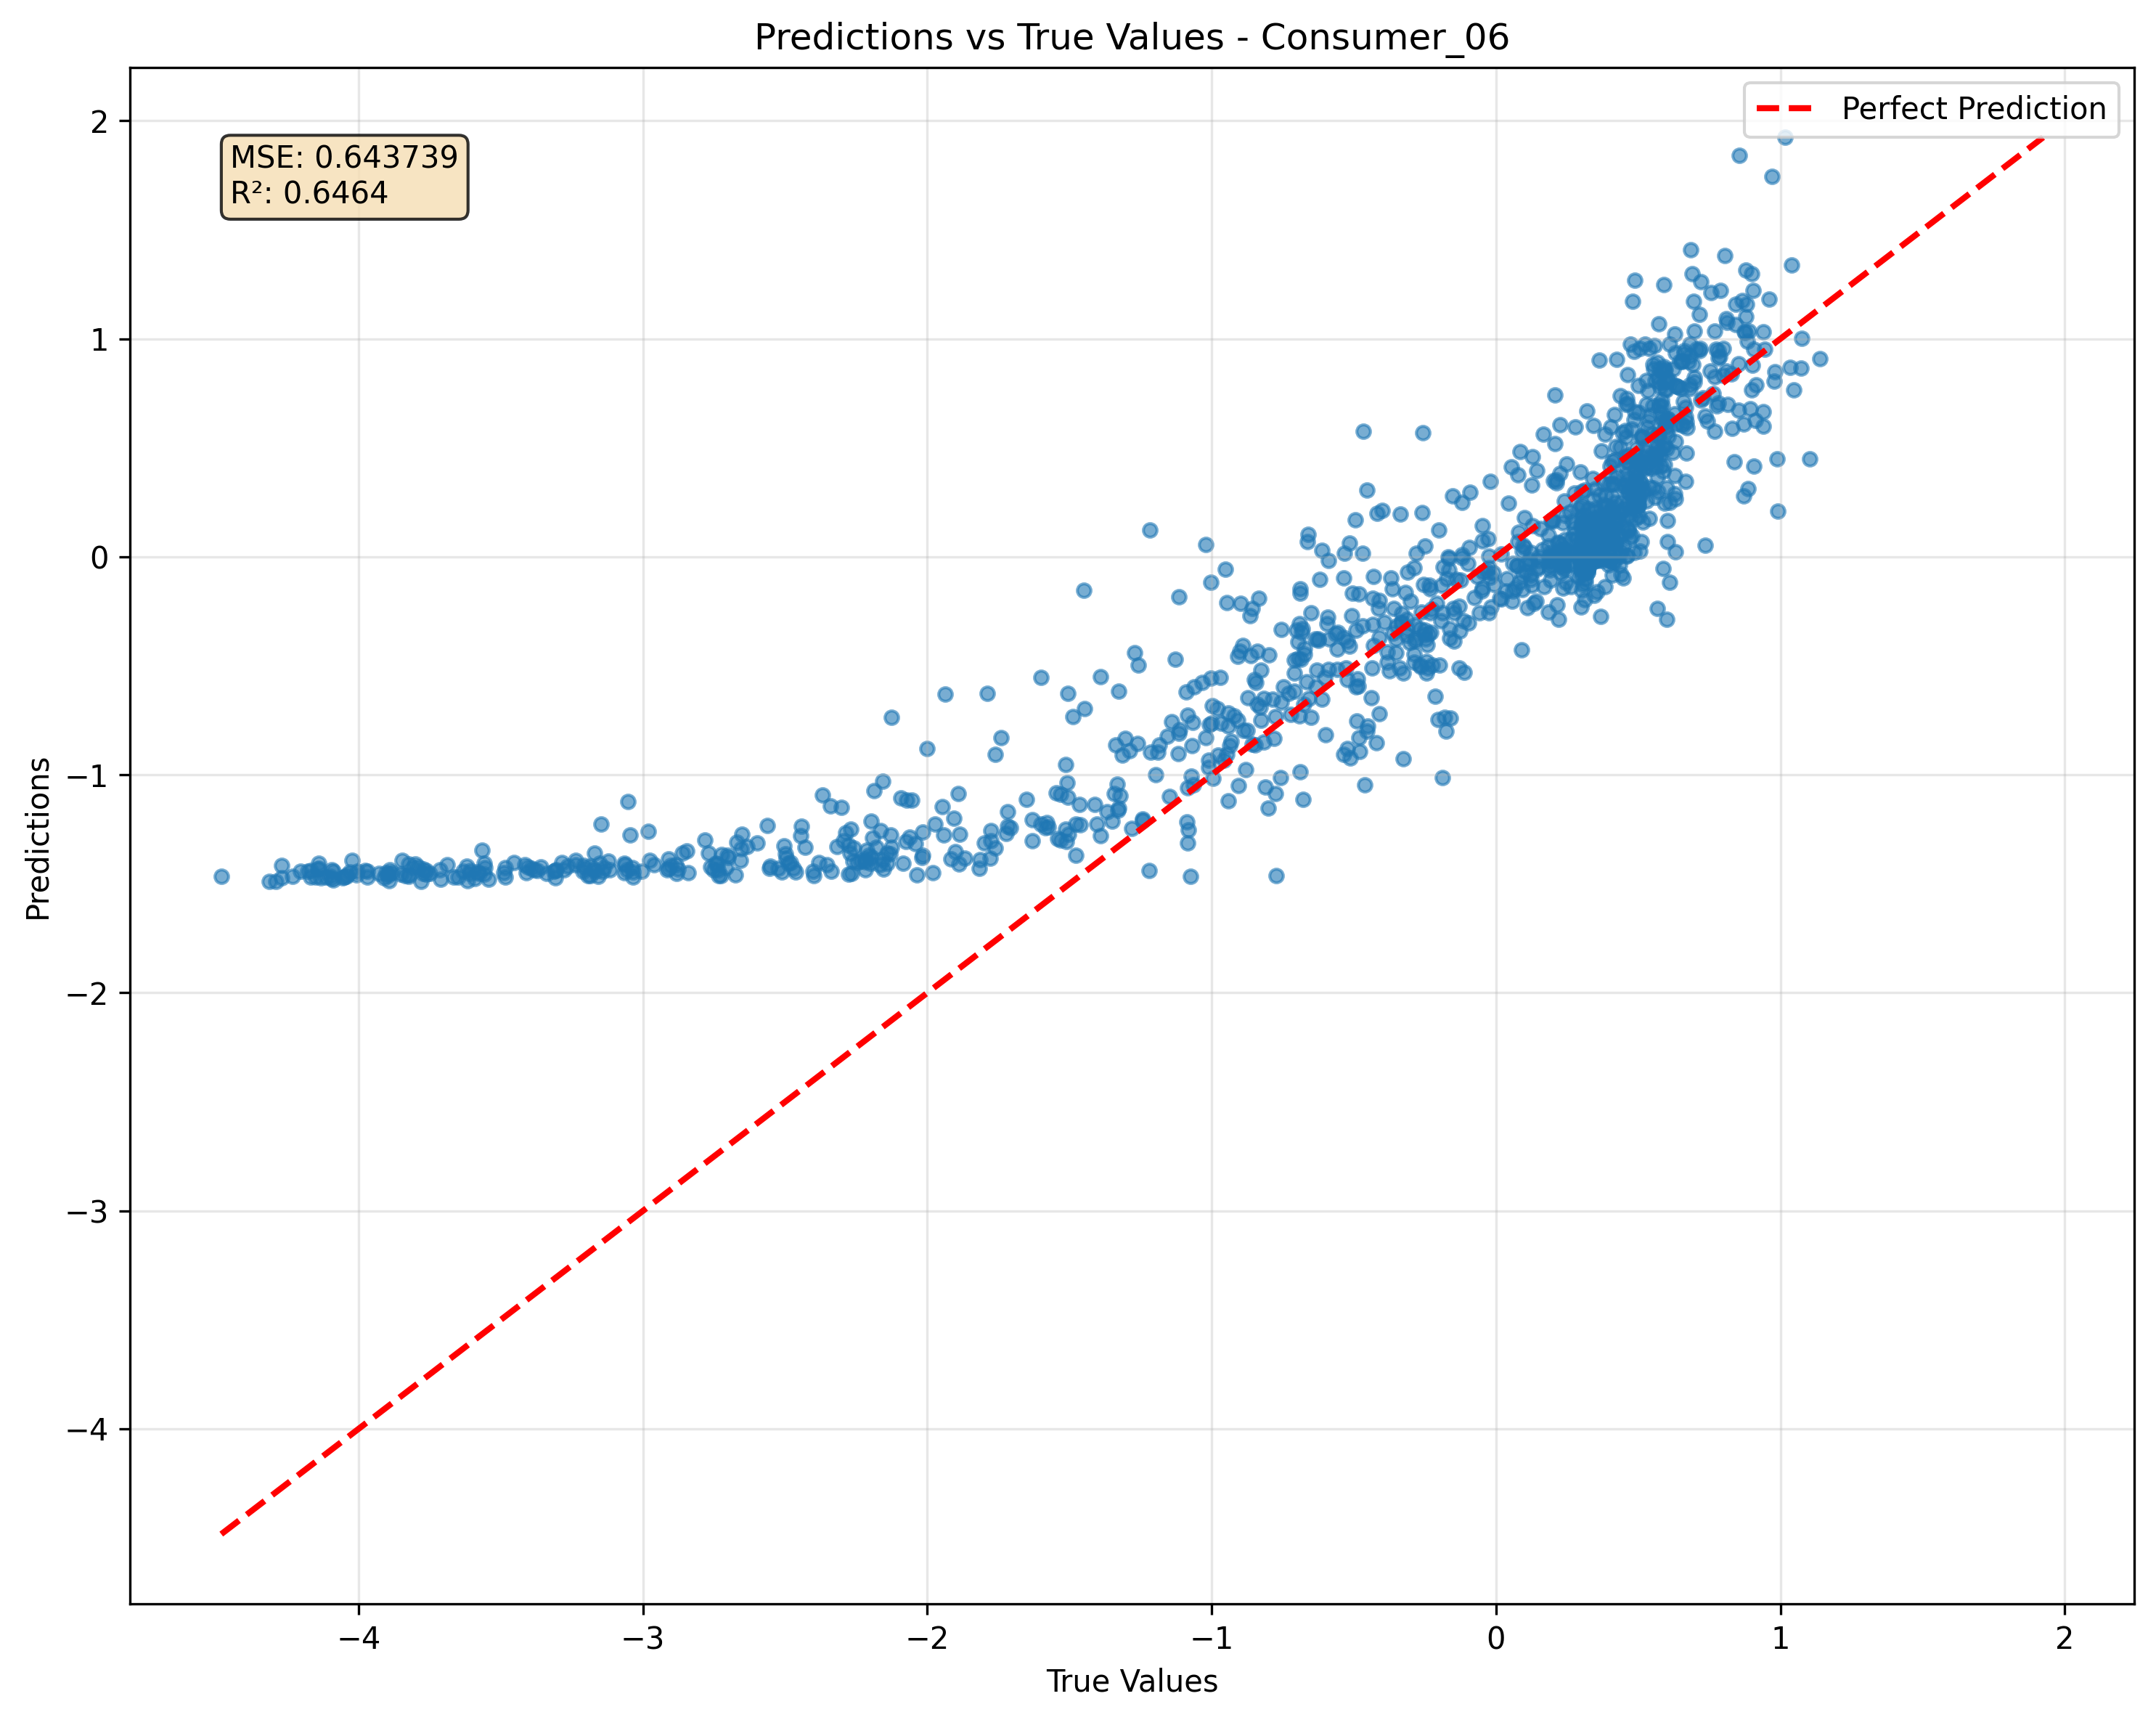 Predictions vs True Values - Consumer_06
Perfect Prediction
MSE: 0.643739
R²: 0.6464
2
1
0
−1
−2
−3
−4
Predictions
−4
−3
−2
−1
0
1
2
True Values